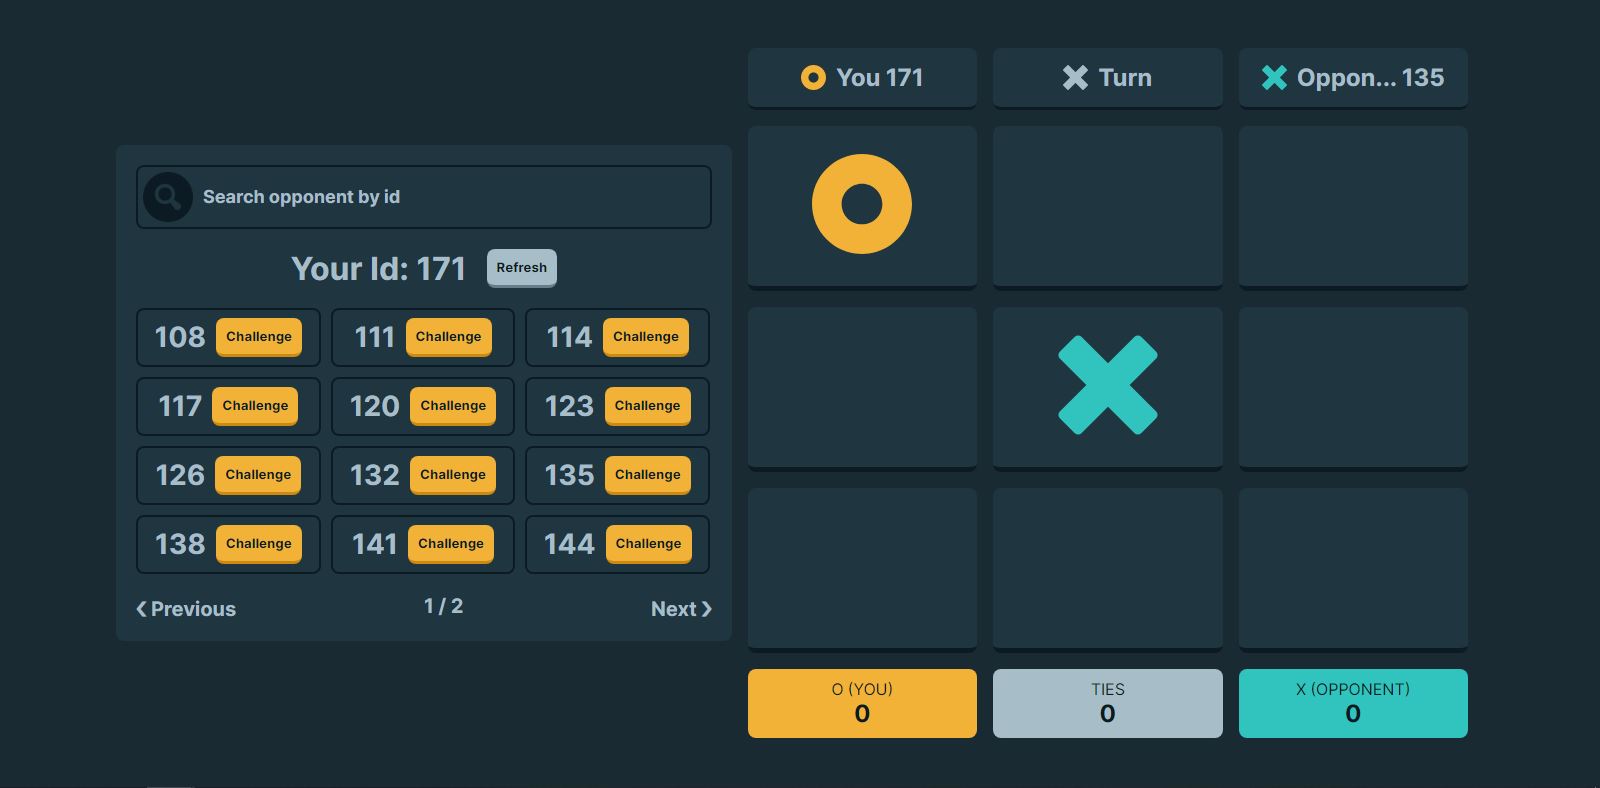 Search opponent by id
Your Id: 171 Refresh
108 Challenge 111 Challenge 114 Challenge
117 Challenge 120 Challenge 123 Challenge
126 Challenge 132 Challenge 135 Challenge
138 Challenge 141 Challenge 144 Challenge
‹ Previous 1 / 2 Next ›
You 171 Turn Oppon... 135
O (YOU) TIES X (OPPONENT)
0 0 0